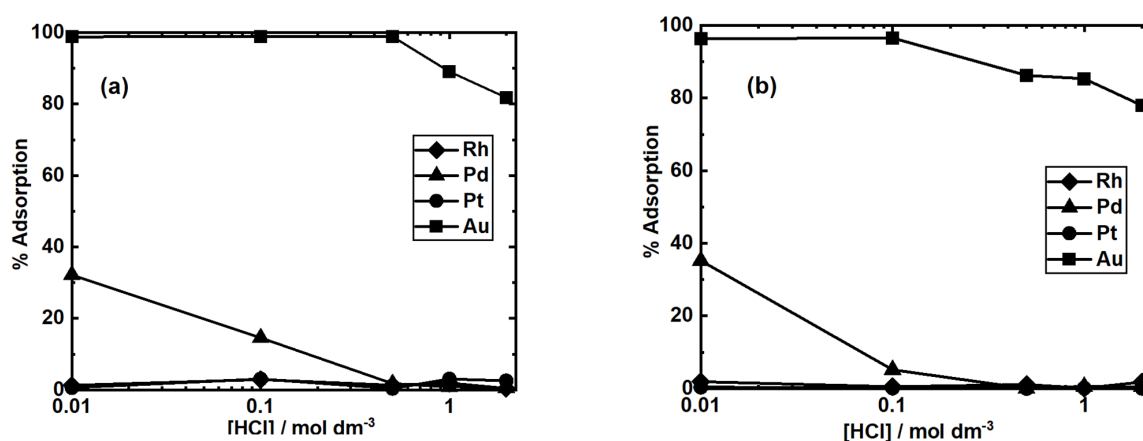 100
80
60
40
20
0
% Adsorption
(a)
Rh
Pd
Pt
Au
0.01
0.1
1
[HCl] / mol dm-3
100
80
60
40
20
0
% Adsorption
(b)
Rh
Pd
Pt
Au
0.01
0.1
1
[HCl] / mol dm-3